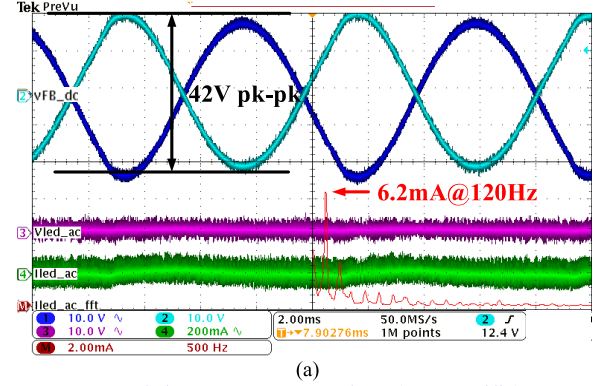 Tek PreVu
2 vFB_dc
42V pk-pk
6.2mA@120Hz
3 Vled_ac
4 Iled_ac
M Iled_ac_fft
1 10.0 V ∿ 2 10.0 V 2.00ms 50.0MS/s 2 ∫
3 10.0 V ∿ 4 200mA ∿ T→▼7.90276ms 1M points 12.4 V
M 2.00mA 500 Hz
(a)